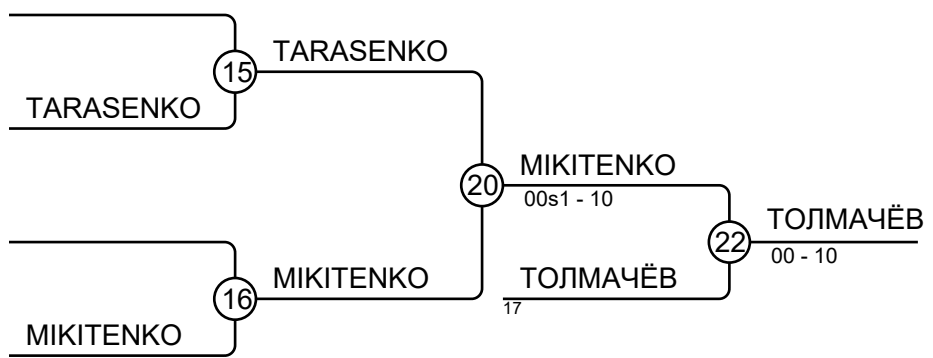 TARASENKO
15
TARASENKO
MIKITENKO
20
00s1 - 10
ТОЛМАЧЁВ
22
00 - 10
MIKITENKO
ТОЛМАЧЁВ
16
17
MIKITENKO